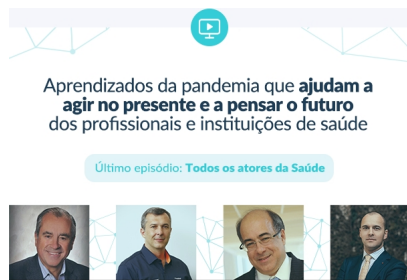 Aprendizados da pandemia que ajudam a
agir no presente e a pensar o futuro
dos profissionais e instituições de saúde
Último episódio: Todos os atores da Saúde